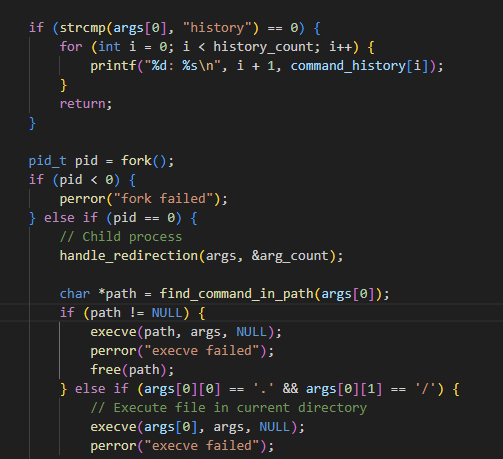 if (strcmp(args[0], "history") == 0) {
    for (int i = 0; i < history_count; i++) {
        printf("%d: %s\n", i + 1, command_history[i]);
    }
    return;
}

pid_t pid = fork();
if (pid < 0) {
    perror("fork failed");
} else if (pid == 0) {
    // Child process
    handle_redirection(args, &arg_count);

    char *path = find_command_in_path(args[0]);
    if (path != NULL) {
        execve(path, args, NULL);
        perror("execve failed");
        free(path);
    } else if (args[0][0] == '.' && args[0][1] == '/') {
        // Execute file in current directory
        execve(args[0], args, NULL);
        perror("execve failed");